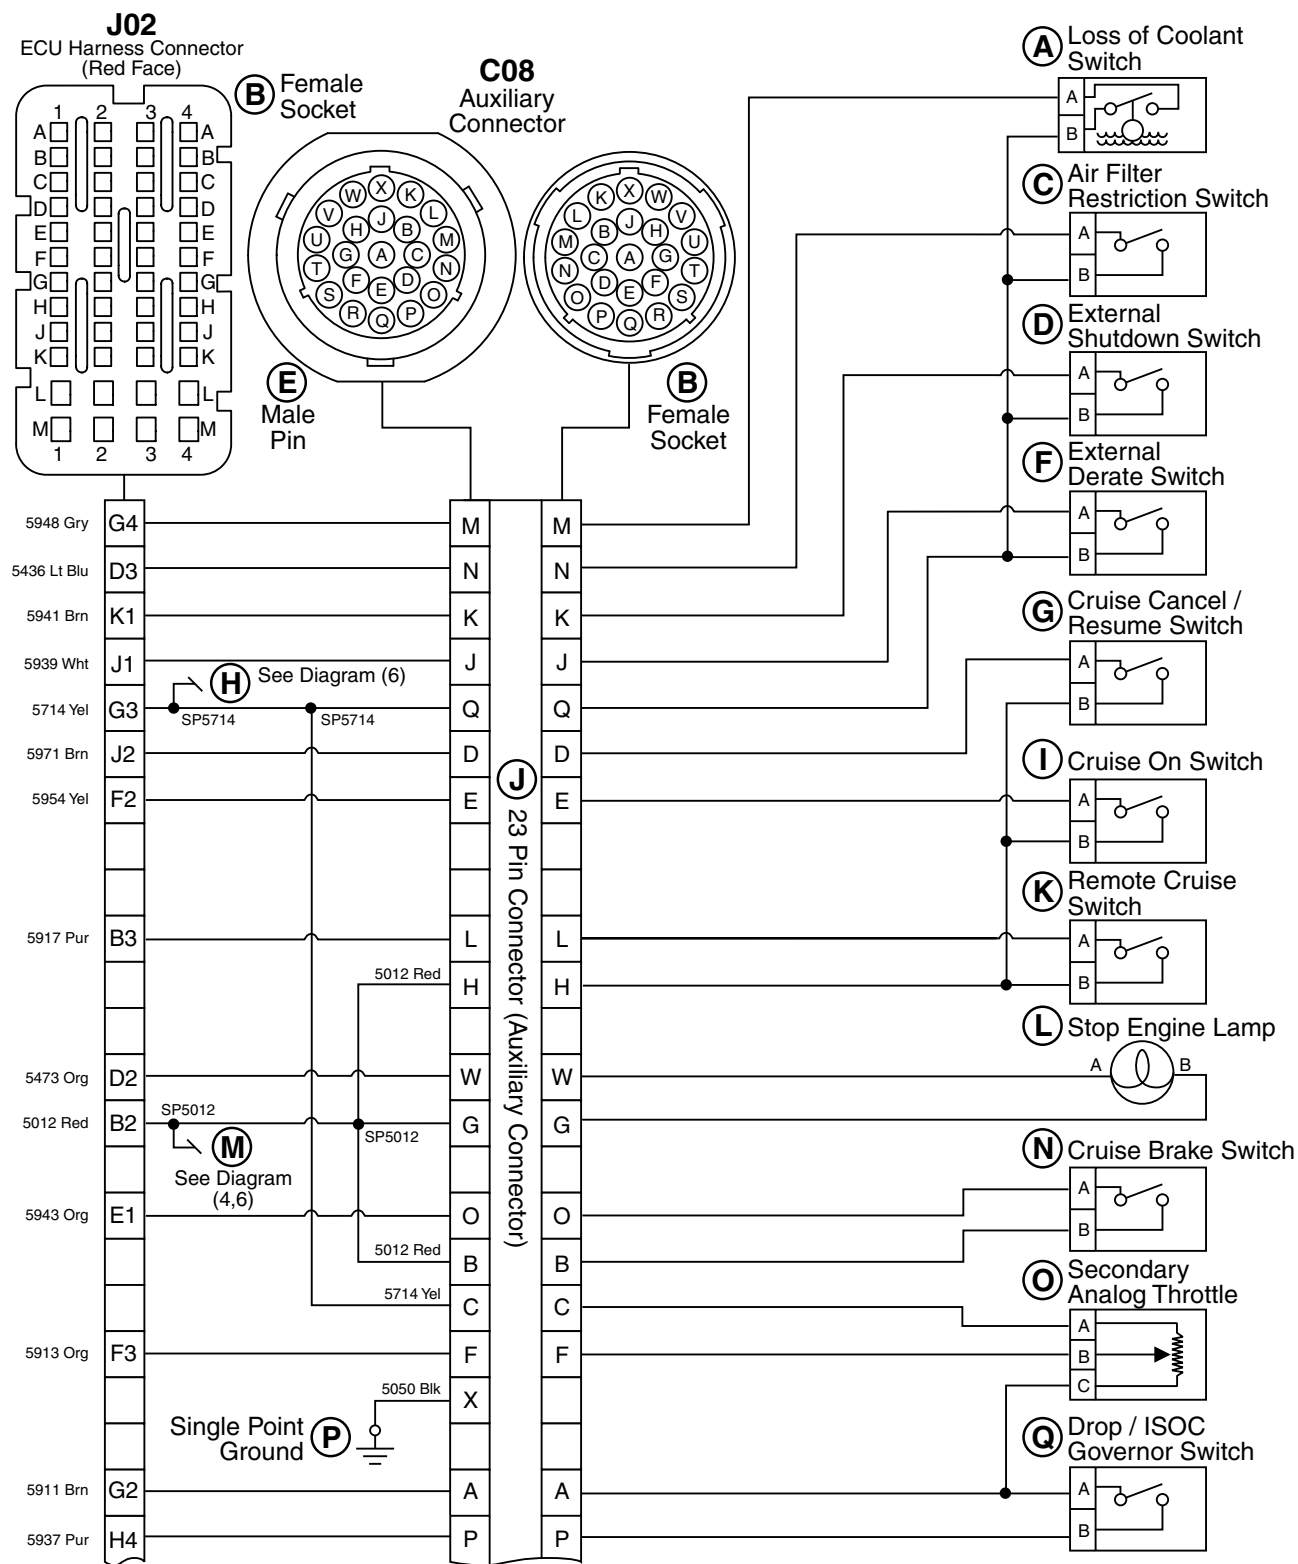 J02
ECU Harness Connector
(Red Face)
1 2 3 4
A A
B B
C C
D D
E E
F F
G G
H H
J J
K K
L L
M M
1 2 3 4
B Female
Socket
C08
Auxiliary
Connector
X
W K
V L
J
H B
U M
G A C
T N
F D
E
S O
R P
Q
E
Male
Pin
X
K W
L V
J
B H
M U
C A G
N T
D F
E
O S
P R
Q
B
Female
Socket
A Loss of Coolant
Switch
A
B
C Air Filter
Restriction Switch
A
B
D External
Shutdown Switch
A
B
F External
Derate Switch
A
B
G Cruise Cancel /
Resume Switch
A
B
I Cruise On Switch
A
B
K Remote Cruise
Switch
A
B
L Stop Engine Lamp
A B
N Cruise Brake Switch
A
B
O Secondary
Analog Throttle
A
B
C
Q Drop / ISOC
Governor Switch
A
B
5948 Gry G4 M M
5436 Lt Blu D3 N N
5941 Brn K1 K K
5939 Wht J1 J J
H See Diagram (6)
5714 Yel G3 SP5714 SP5714 Q Q
5971 Brn J2 D D
5954 Yel F2 E E
J 23 Pin Connector (Auxiliary Connector)
5917 Pur B3 L L
5012 Red H H
5473 Org D2 W W
5012 Red B2 SP5012 SP5012 G G
M
See Diagram
(4,6)
5943 Org E1 O O
5012 Red B B
5714 Yel C C
5913 Org F3 F F
5050 Blk X
Single Point
Ground P
5911 Brn G2 A A
5937 Pur H4 P P